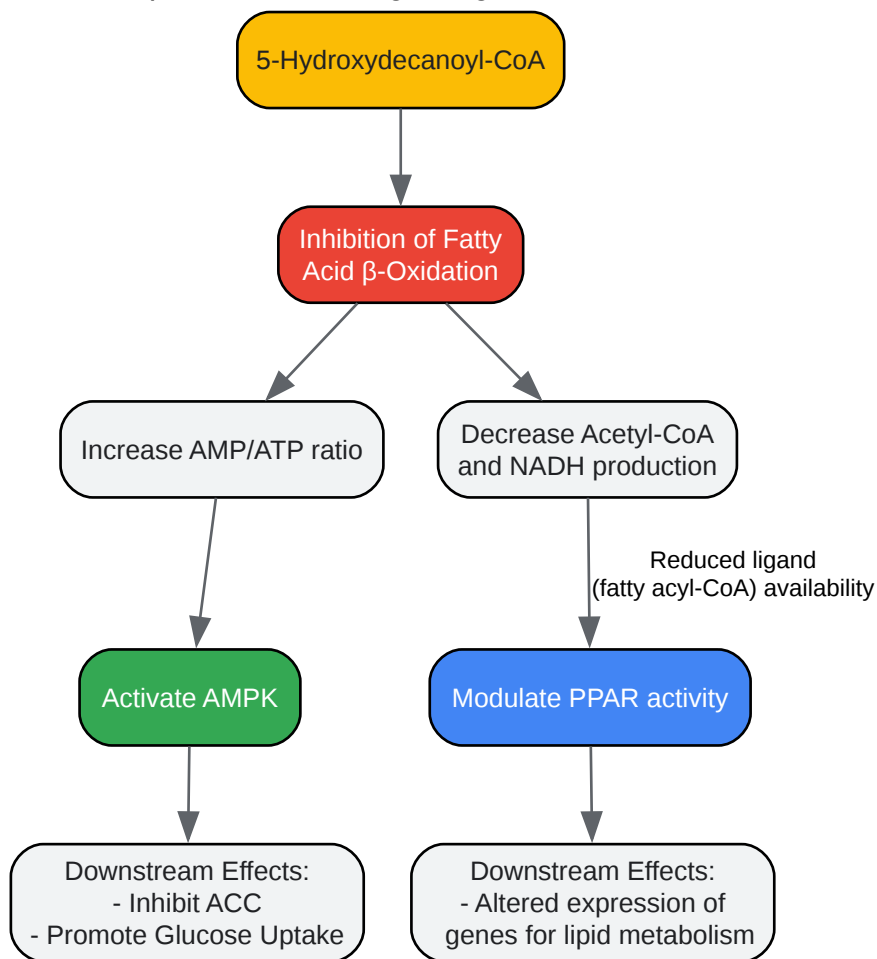 5-Hydroxydecanoyl-CoA
Inhibition of Fatty
Acid β-Oxidation
Increase AMP/ATP ratio
Decrease Acetyl-CoA
and NADH production
Reduced ligand
(fatty acyl-CoA) availability
Activate AMPK
Modulate PPAR activity
Downstream Effects:
- Inhibit ACC
- Promote Glucose Uptake
Downstream Effects:
- Altered expression of
genes for lipid metabolism